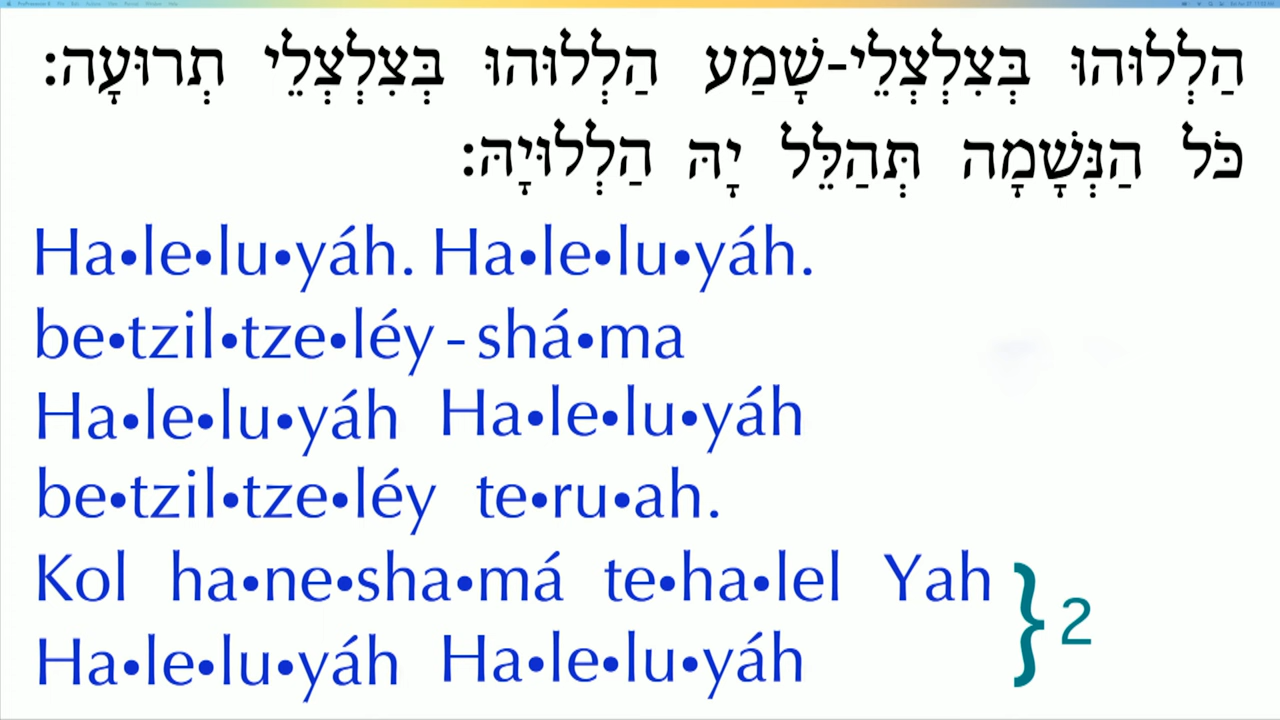 הַלְלוּהוּ בְּצִלְצְלֵי-שָׁמַע הַלְלוּהוּ בְּצִלְצְלֵי תְרוּעָה:
כֹּל הַנְּשָׁמָה תְּהַלֵּל יָהּ הַלְלוּיָהּ:
Ha•le•lu•yáh. Ha•le•lu•yáh.
be•tzil•tze•léy-shá•ma
Ha•le•lu•yáh Ha•le•lu•yáh
be•tzil•tze•léy te•ru•ah.
Kol ha•ne•sha•má te•ha•lel Yah
Ha•le•lu•yáh Ha•le•lu•yáh } 2